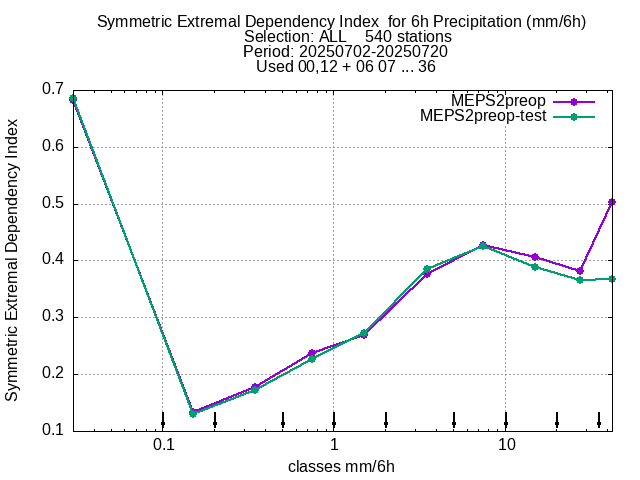 Symmetric Extremal Dependency Index  for 6h Precipitation (mm/6h)
Selection: ALL    540 stations
Period: 20250702-20250720
Used 00,12 + 06 07 ... 36
MEPS2preop
MEPS2preop-test
0.7
0.6
0.5
0.4
0.3
0.2
0.1
Symmetric Extremal Dependency Index
0.1 1 10
classes mm/6h